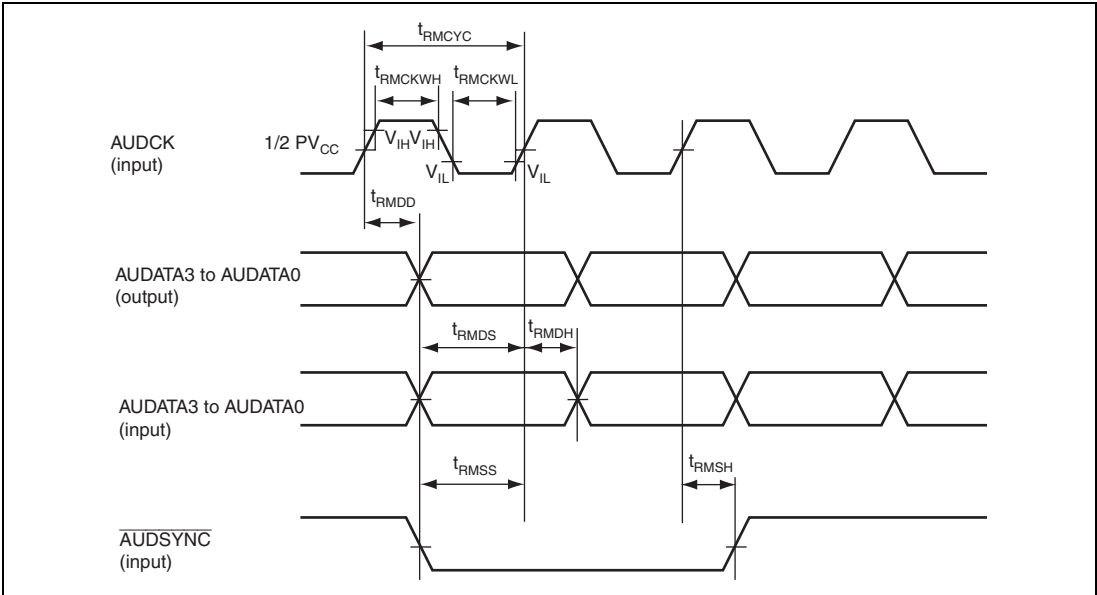 tRMCYC
tRMCKWH tRMCKWL
AUDCK
(input)
1/2 PVCC
VIH VIH
VIL VIL
tRMDD
AUDATA3 to AUDATA0
(output)
tRMDS tRMDH
AUDATA3 to AUDATA0
(input)
tRMSS tRMSH
AUDSYNC
(input)